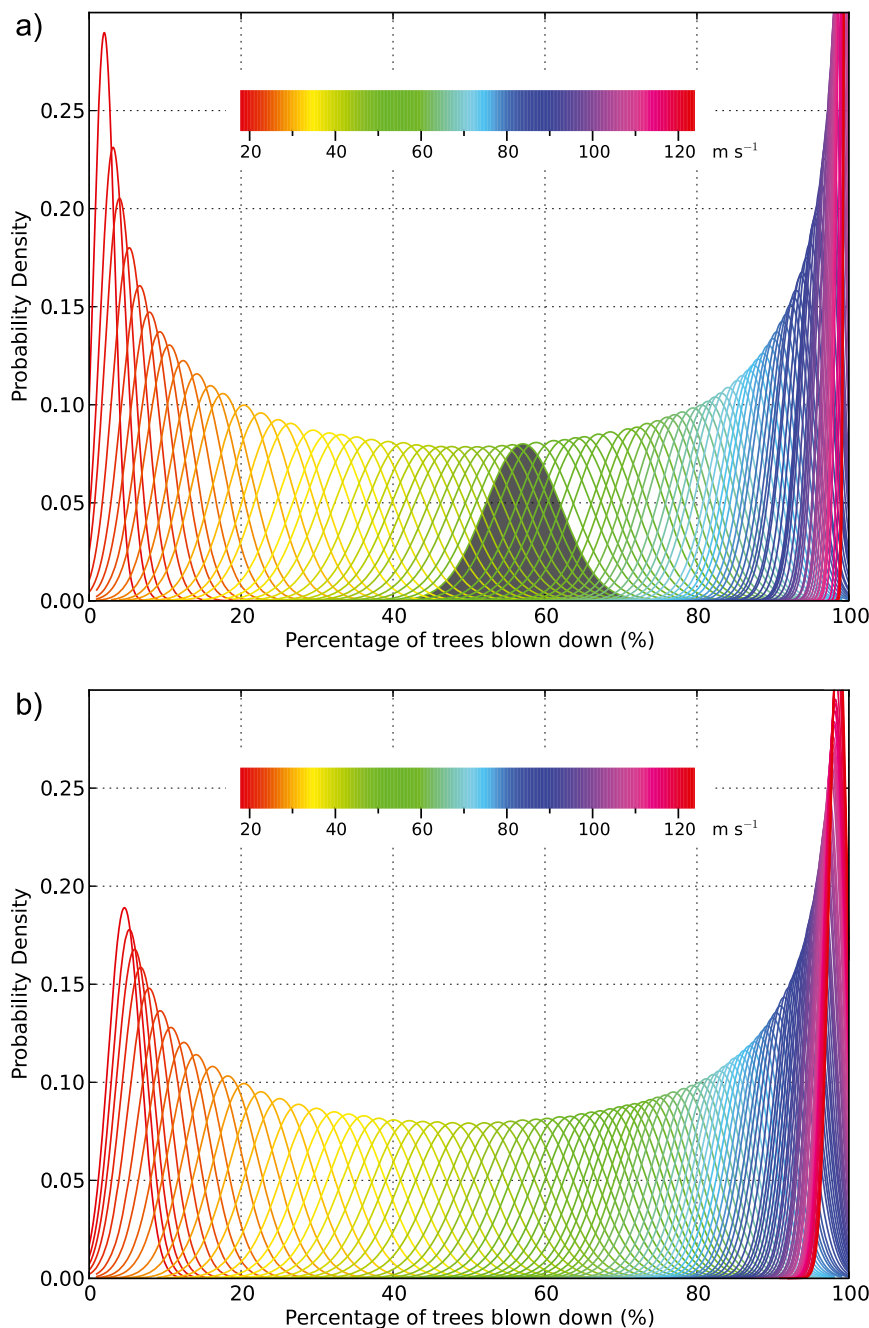 a)
0.25
0.20
0.15
0.10
0.05
0.00
Probability Density
20 40 60 80 100 120 m s⁻¹
0 20 40 60 80 100
Percentage of trees blown down (%)
b)
0.25
0.20
0.15
0.10
0.05
0.00
Probability Density
20 40 60 80 100 120 m s⁻¹
0 20 40 60 80 100
Percentage of trees blown down (%)